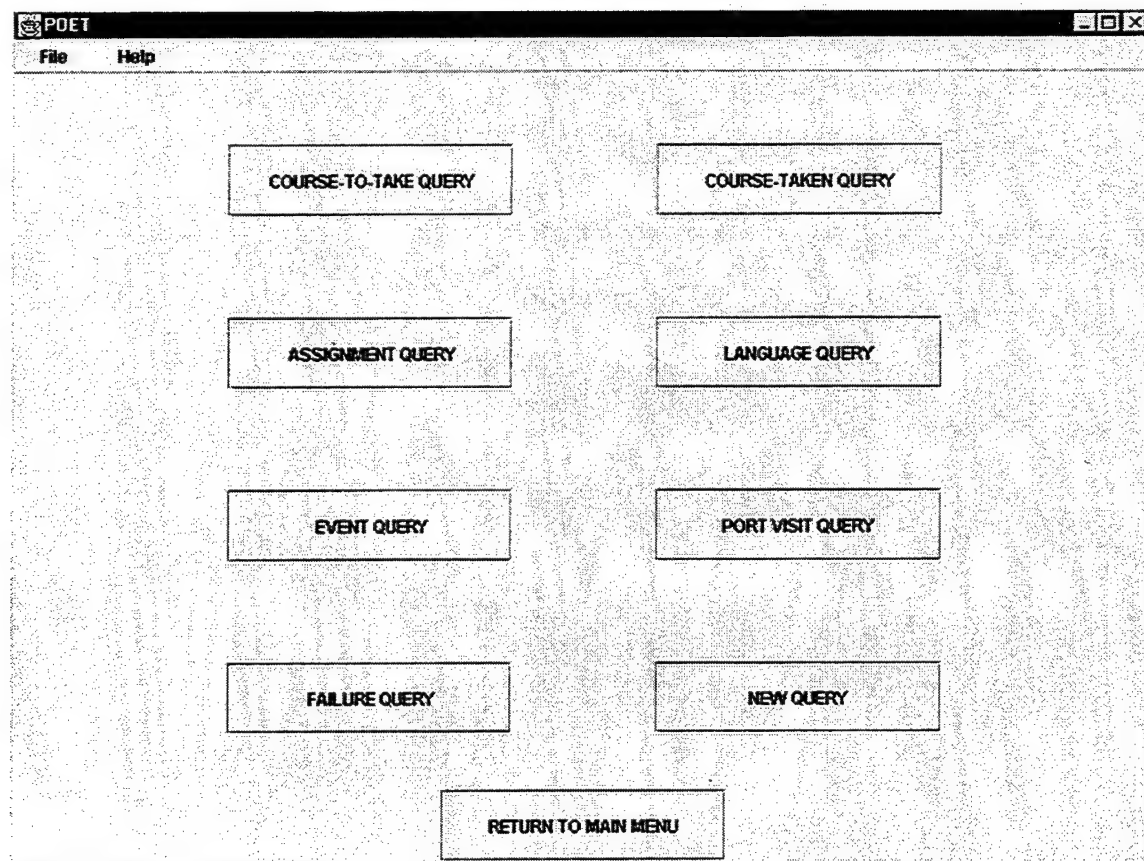 POET
File Help
COURSE-TO-TAKE QUERY COURSE-TAKEN QUERY
ASSIGNMENT QUERY LANGUAGE QUERY
EVENT QUERY PORT VISIT QUERY
FAILURE QUERY NEW QUERY
RETURN TO MAIN MENU